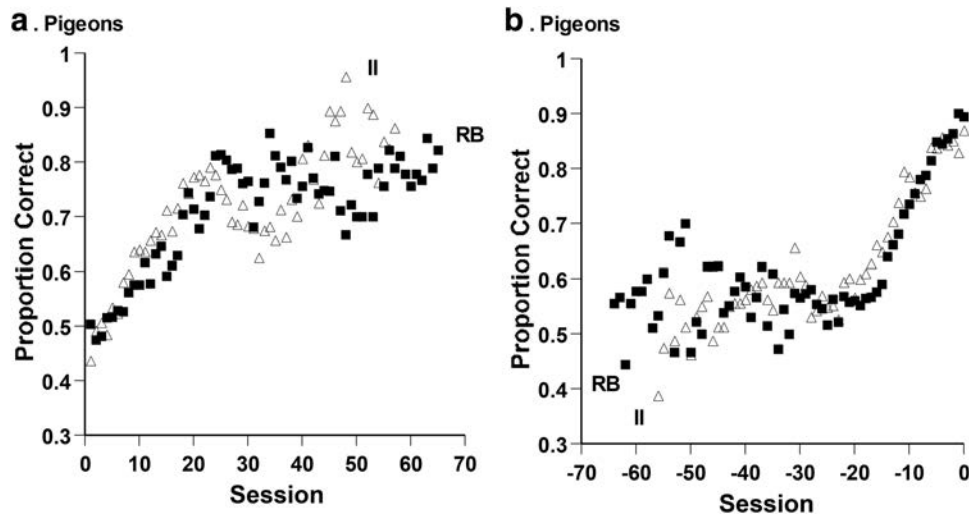 a . Pigeons
II
RB
1
0.9
0.8
0.7
0.6
0.5
0.4
0.3
0 10 20 30 40 50 60 70
Proportion Correct
Session
b . Pigeons
1
0.9
0.8
0.7
0.6
0.5
0.4
0.3
RB
II
-70 -60 -50 -40 -30 -20 -10 0
Proportion Correct
Session